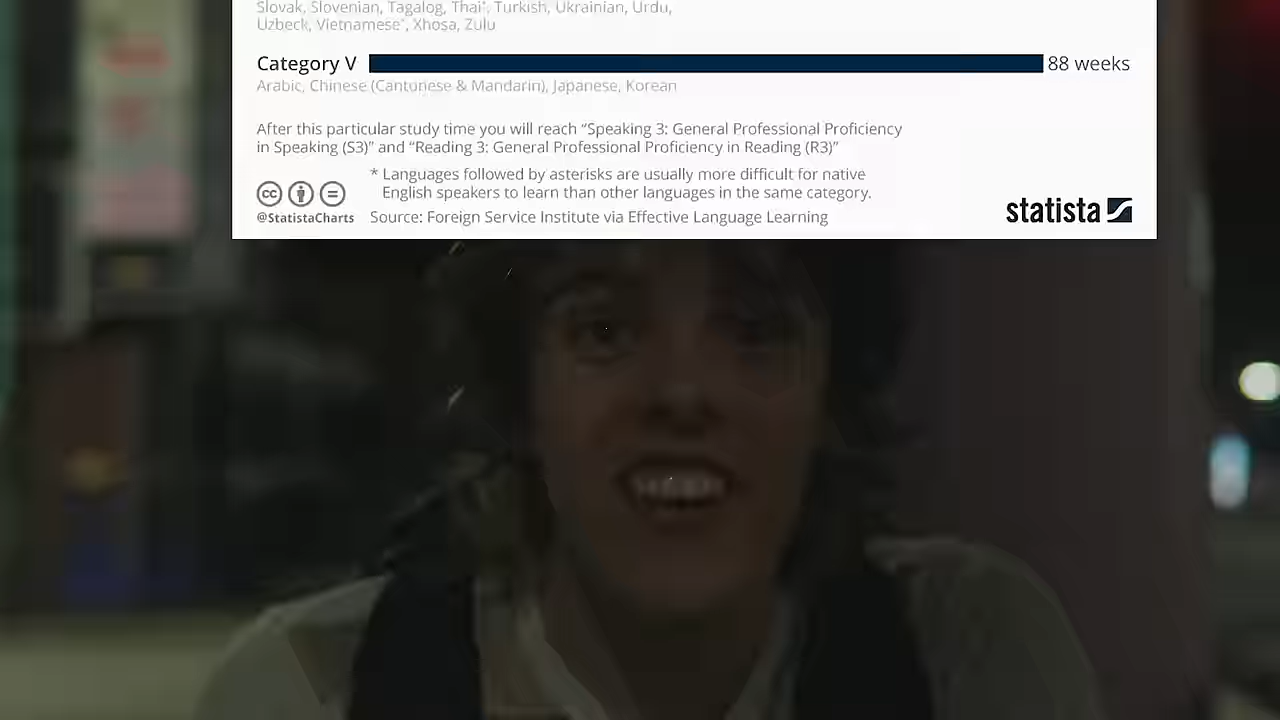 Slovak, Slovenian, Tagalog, Thai*, Turkish, Ukrainian, Urdu,
Uzbeck, Vietnamese*, Xhosa, Zulu
Category V 88 weeks
Arabic, Chinese (Cantonese & Mandarin), Japanese, Korean
After this particular study time you will reach “Speaking 3: General Professional Proficiency
in Speaking (S3)” and “Reading 3: General Professional Proficiency in Reading (R3)”
* Languages followed by asterisks are usually more difficult for native
English speakers to learn than other languages in the same category.
@StatistaCharts Source: Foreign Service Institute via Effective Language Learning
statista